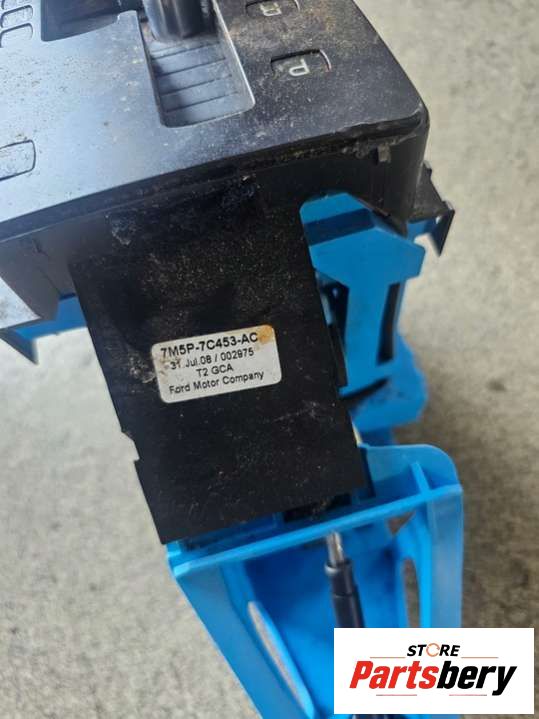 P
7M5P-7C453-AC
31.Jul.08 / 002975
T2 GCA
Ford Motor Company
STORE
Partsbery